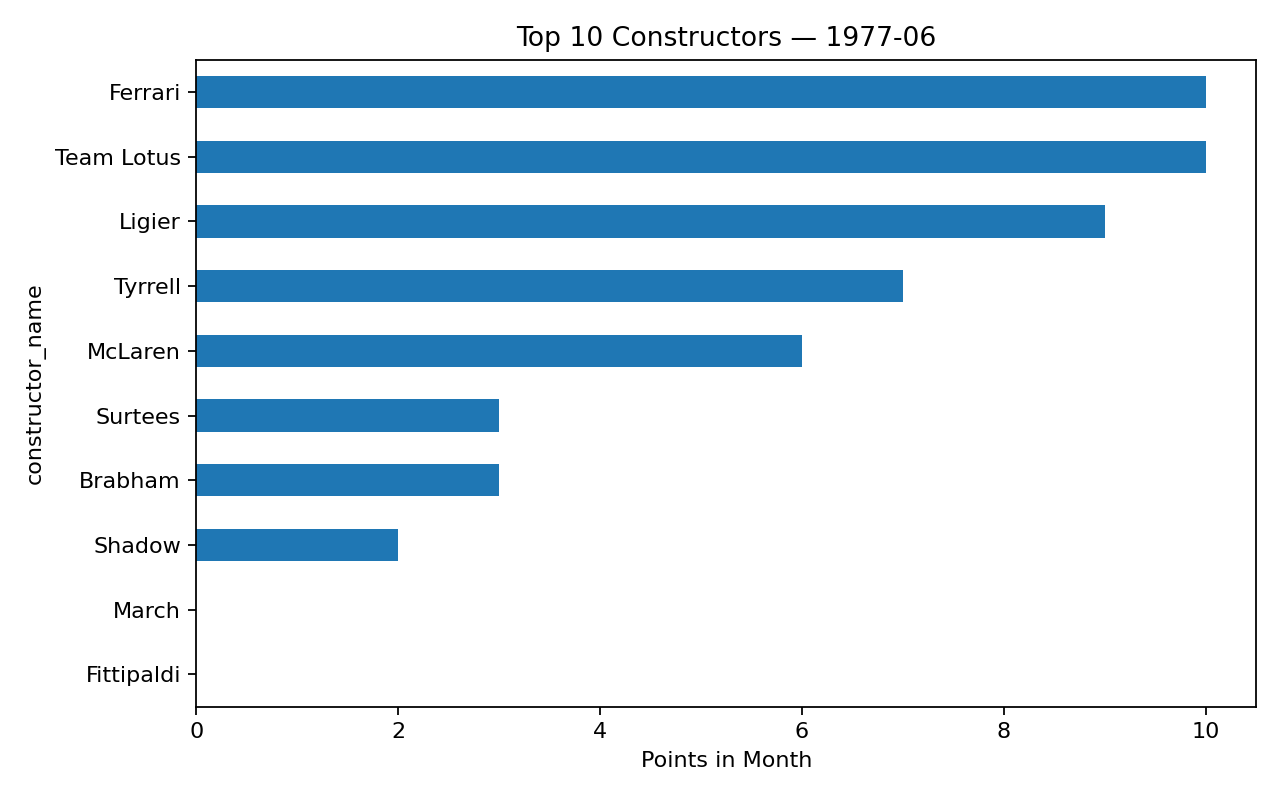 Top 10 Constructors — 1977-06
Ferrari
Team Lotus
Ligier
Tyrrell
McLaren
Surtees
Brabham
Shadow
March
Fittipaldi
constructor_name
0 2 4 6 8 10
Points in Month